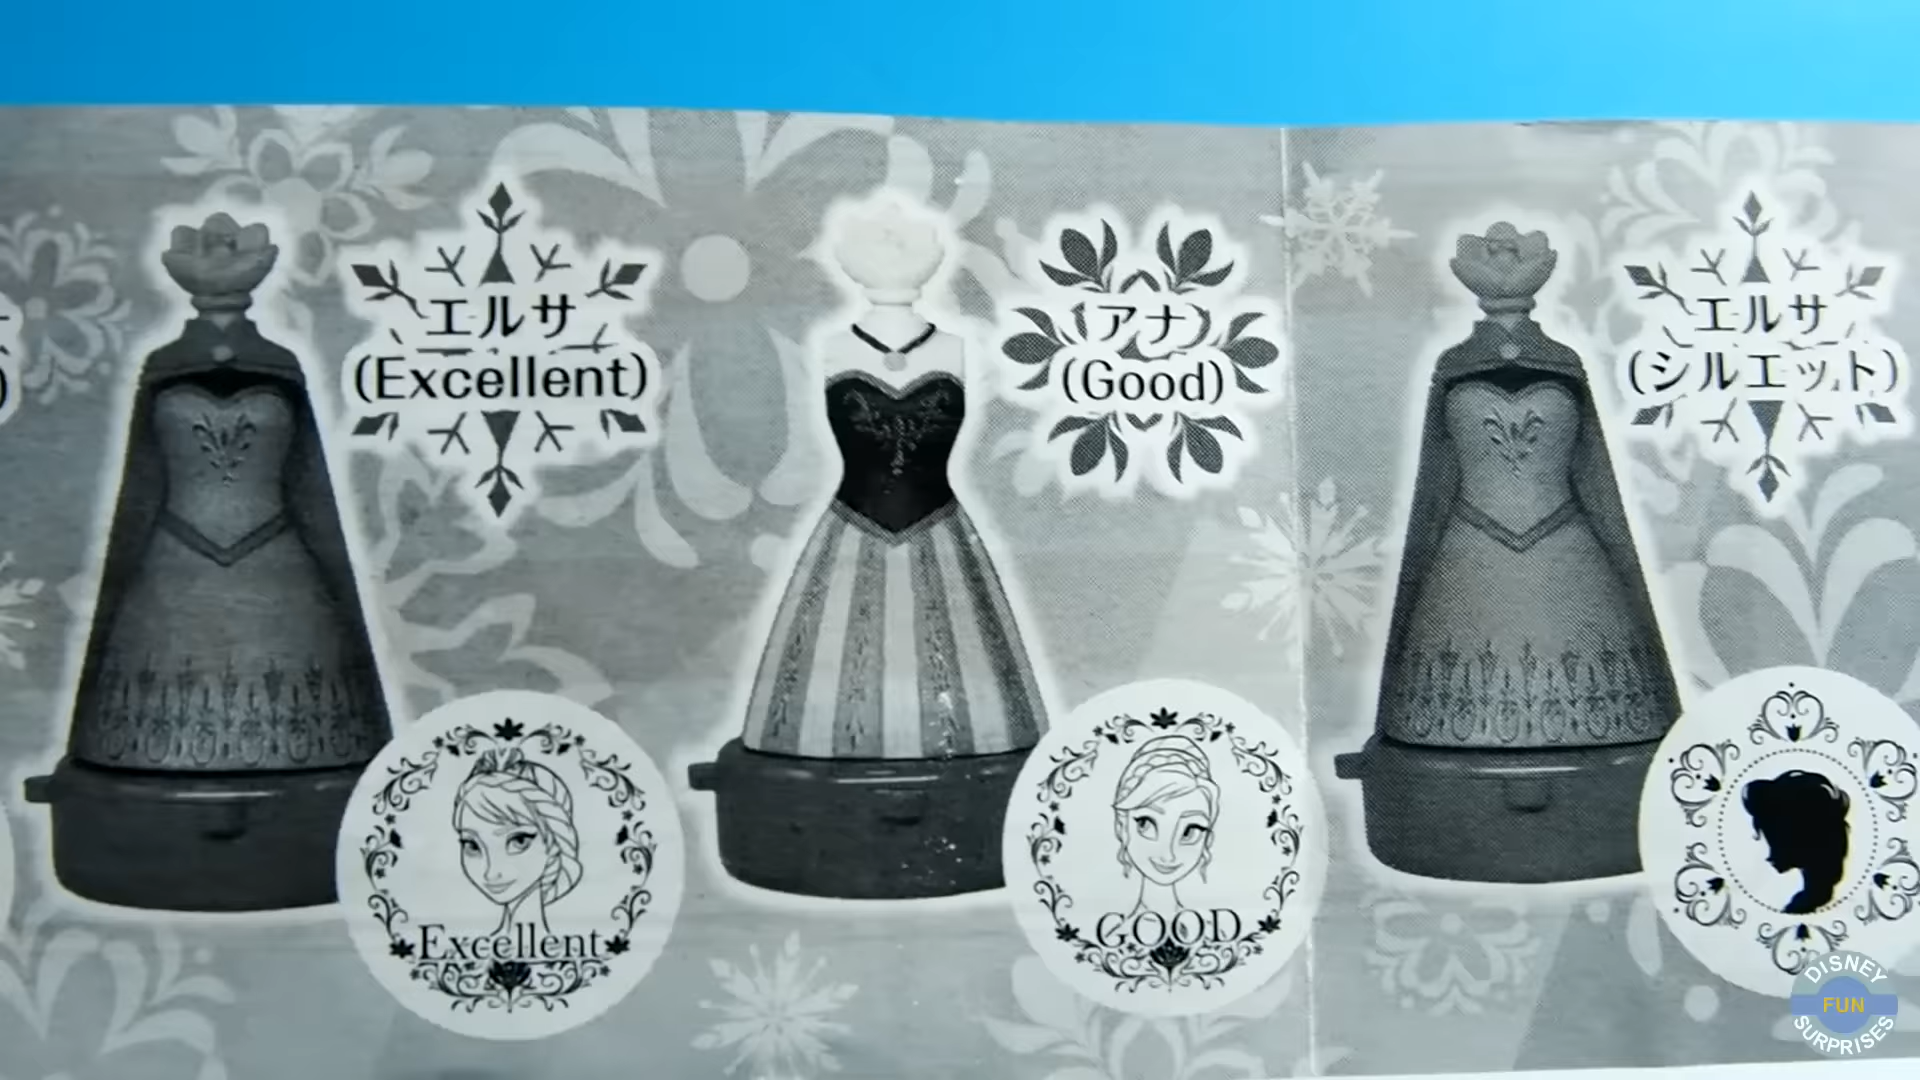 エルサ
(Excellent)
(アナ)
(Good)
エルサ
(シルエット)
Excellent
GOOD
DISNEY
FUN
SURPRISES